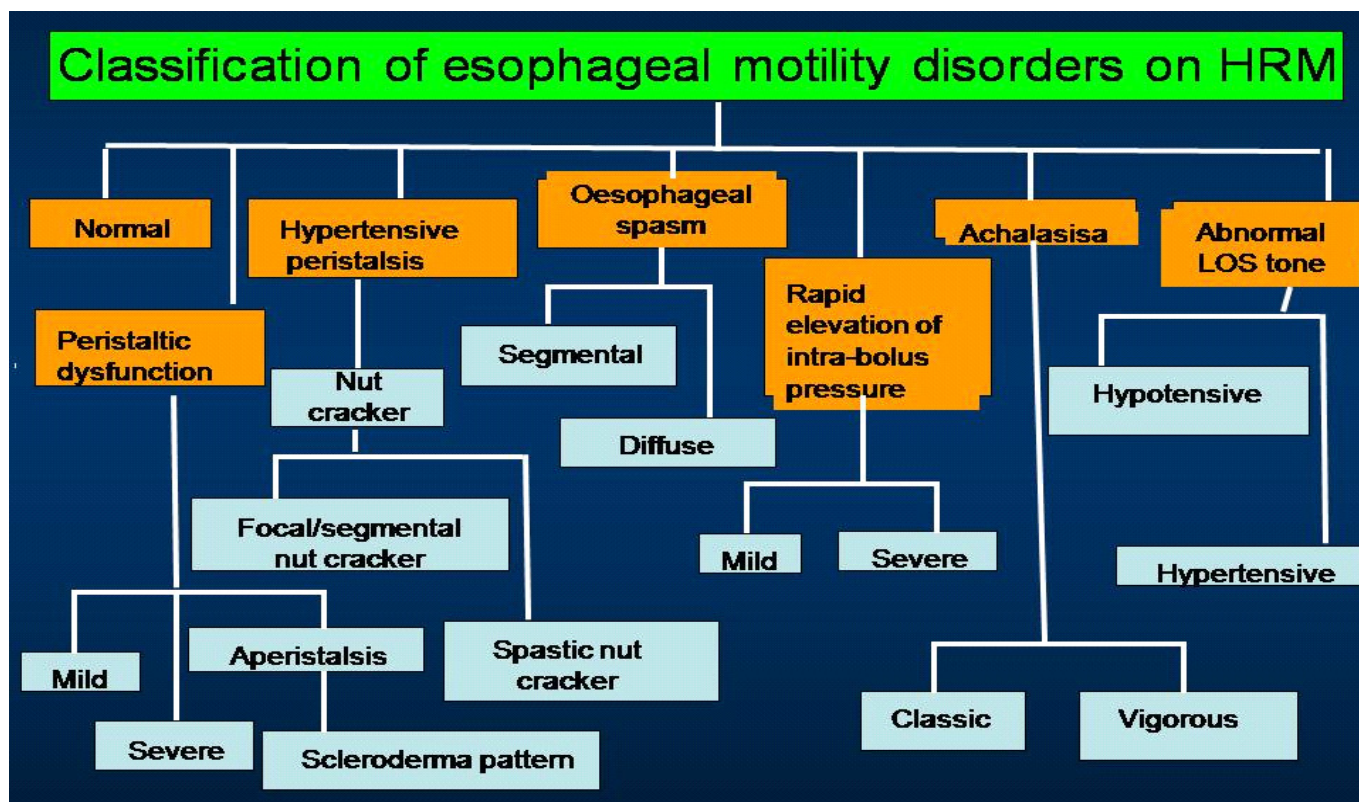 Classification of esophageal motility disorders on HRM
Normal
Peristaltic
dysfunction
Mild
Severe
Aperistalsis
Scleroderma pattern
Hypertensive
peristalsis
Nut
cracker
Focal/segmental
nut cracker
Spastic nut
cracker
Oesophageal
spasm
Segmental
Diffuse
Rapid
elevation of
intra-bolus
pressure
Mild
Severe
Achalasisa
Classic
Vigorous
Abnormal
LOS tone
Hypotensive
Hypertensive